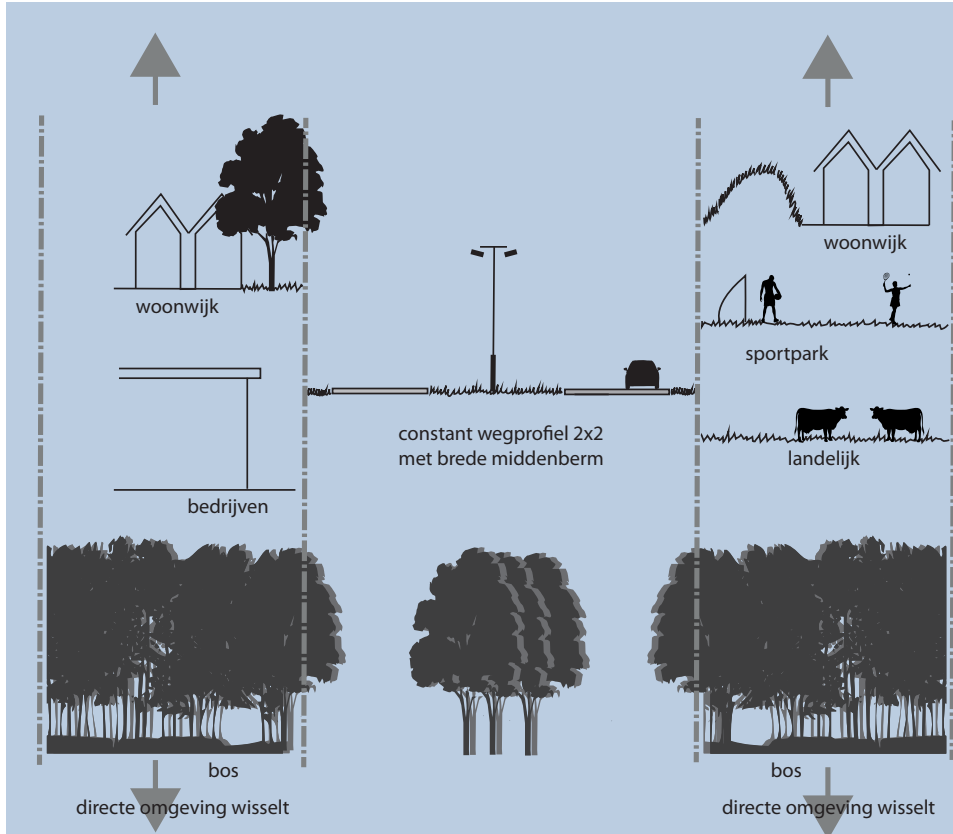 woonwijk
woonwijk
sportpark
constant wegprofiel 2x2
met brede middenberm
landelijk
bedrijven
bos
bos
directe omgeving wisselt
directe omgeving wisselt